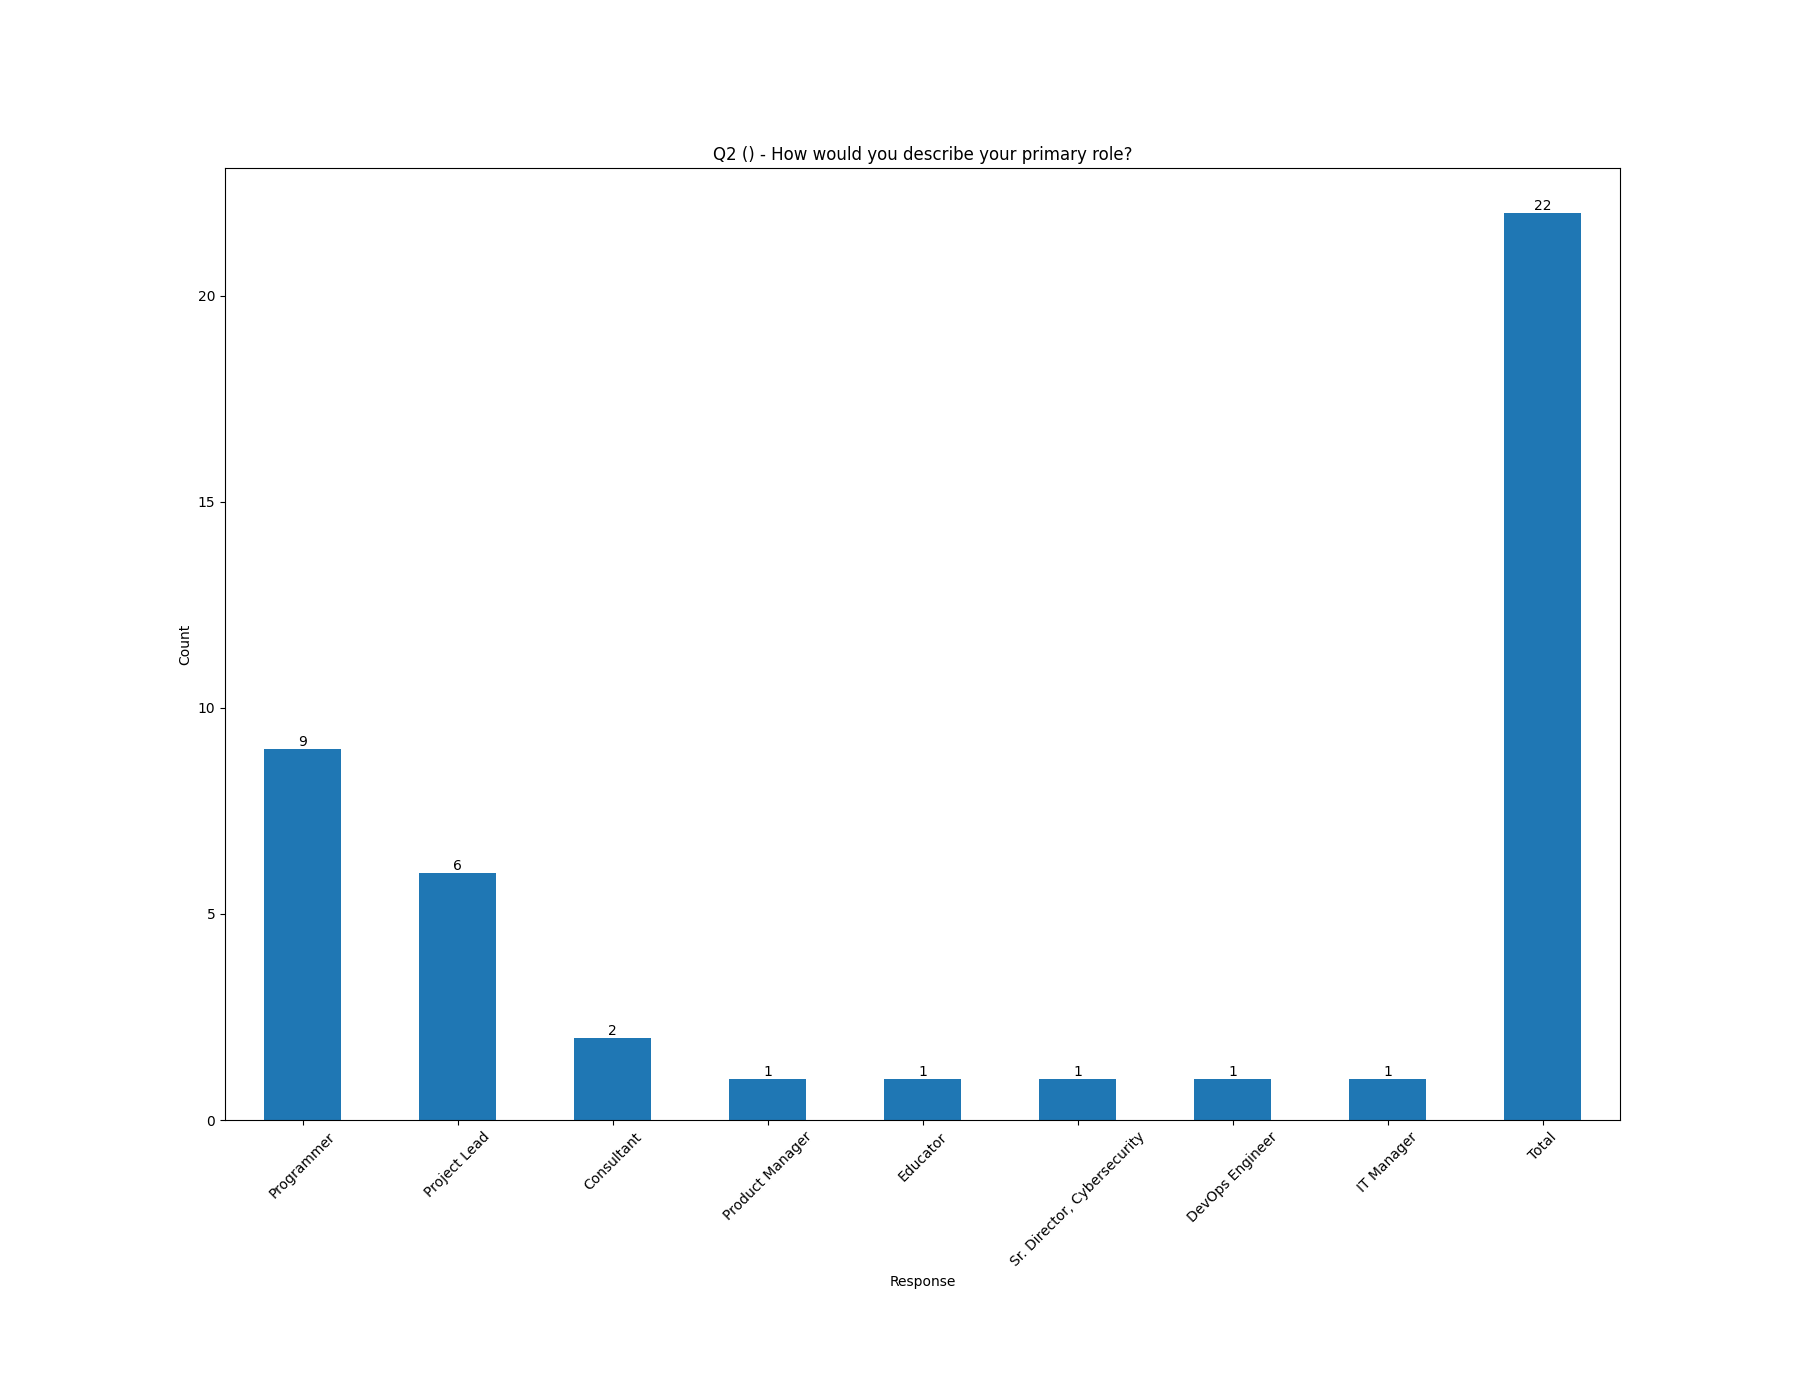 Q2 () - How would you describe your primary role?
Count
20
15
10
5
0
9
6
2
1
1
1
1
1
22
Programmer
Project Lead
Consultant
Product Manager
Educator
Sr. Director, Cybersecurity
DevOps Engineer
IT Manager
Total
Response